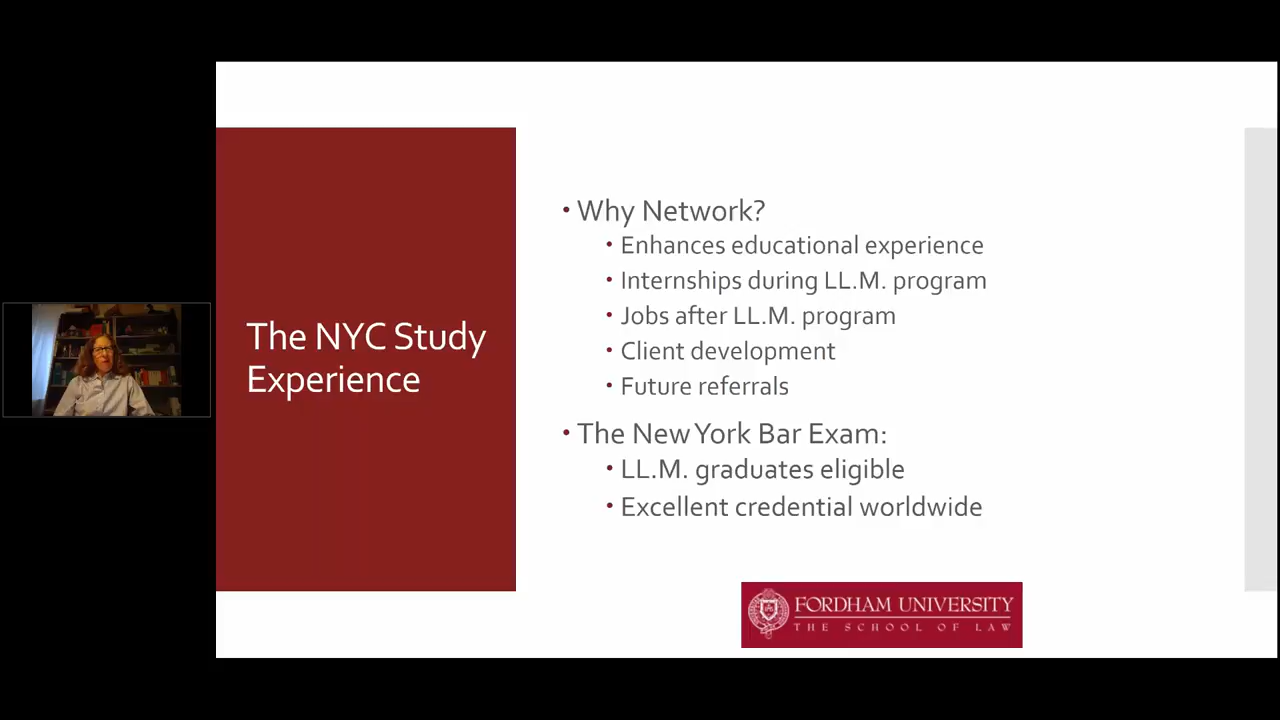 The NYC Study
Experience
• Why Network?
• Enhances educational experience
• Internships during LL.M. program
• Jobs after LL.M. program
• Client development
• Future referrals
• The New York Bar Exam:
• LL.M. graduates eligible
• Excellent credential worldwide
FORDHAM UNIVERSITY
THE SCHOOL OF LAW